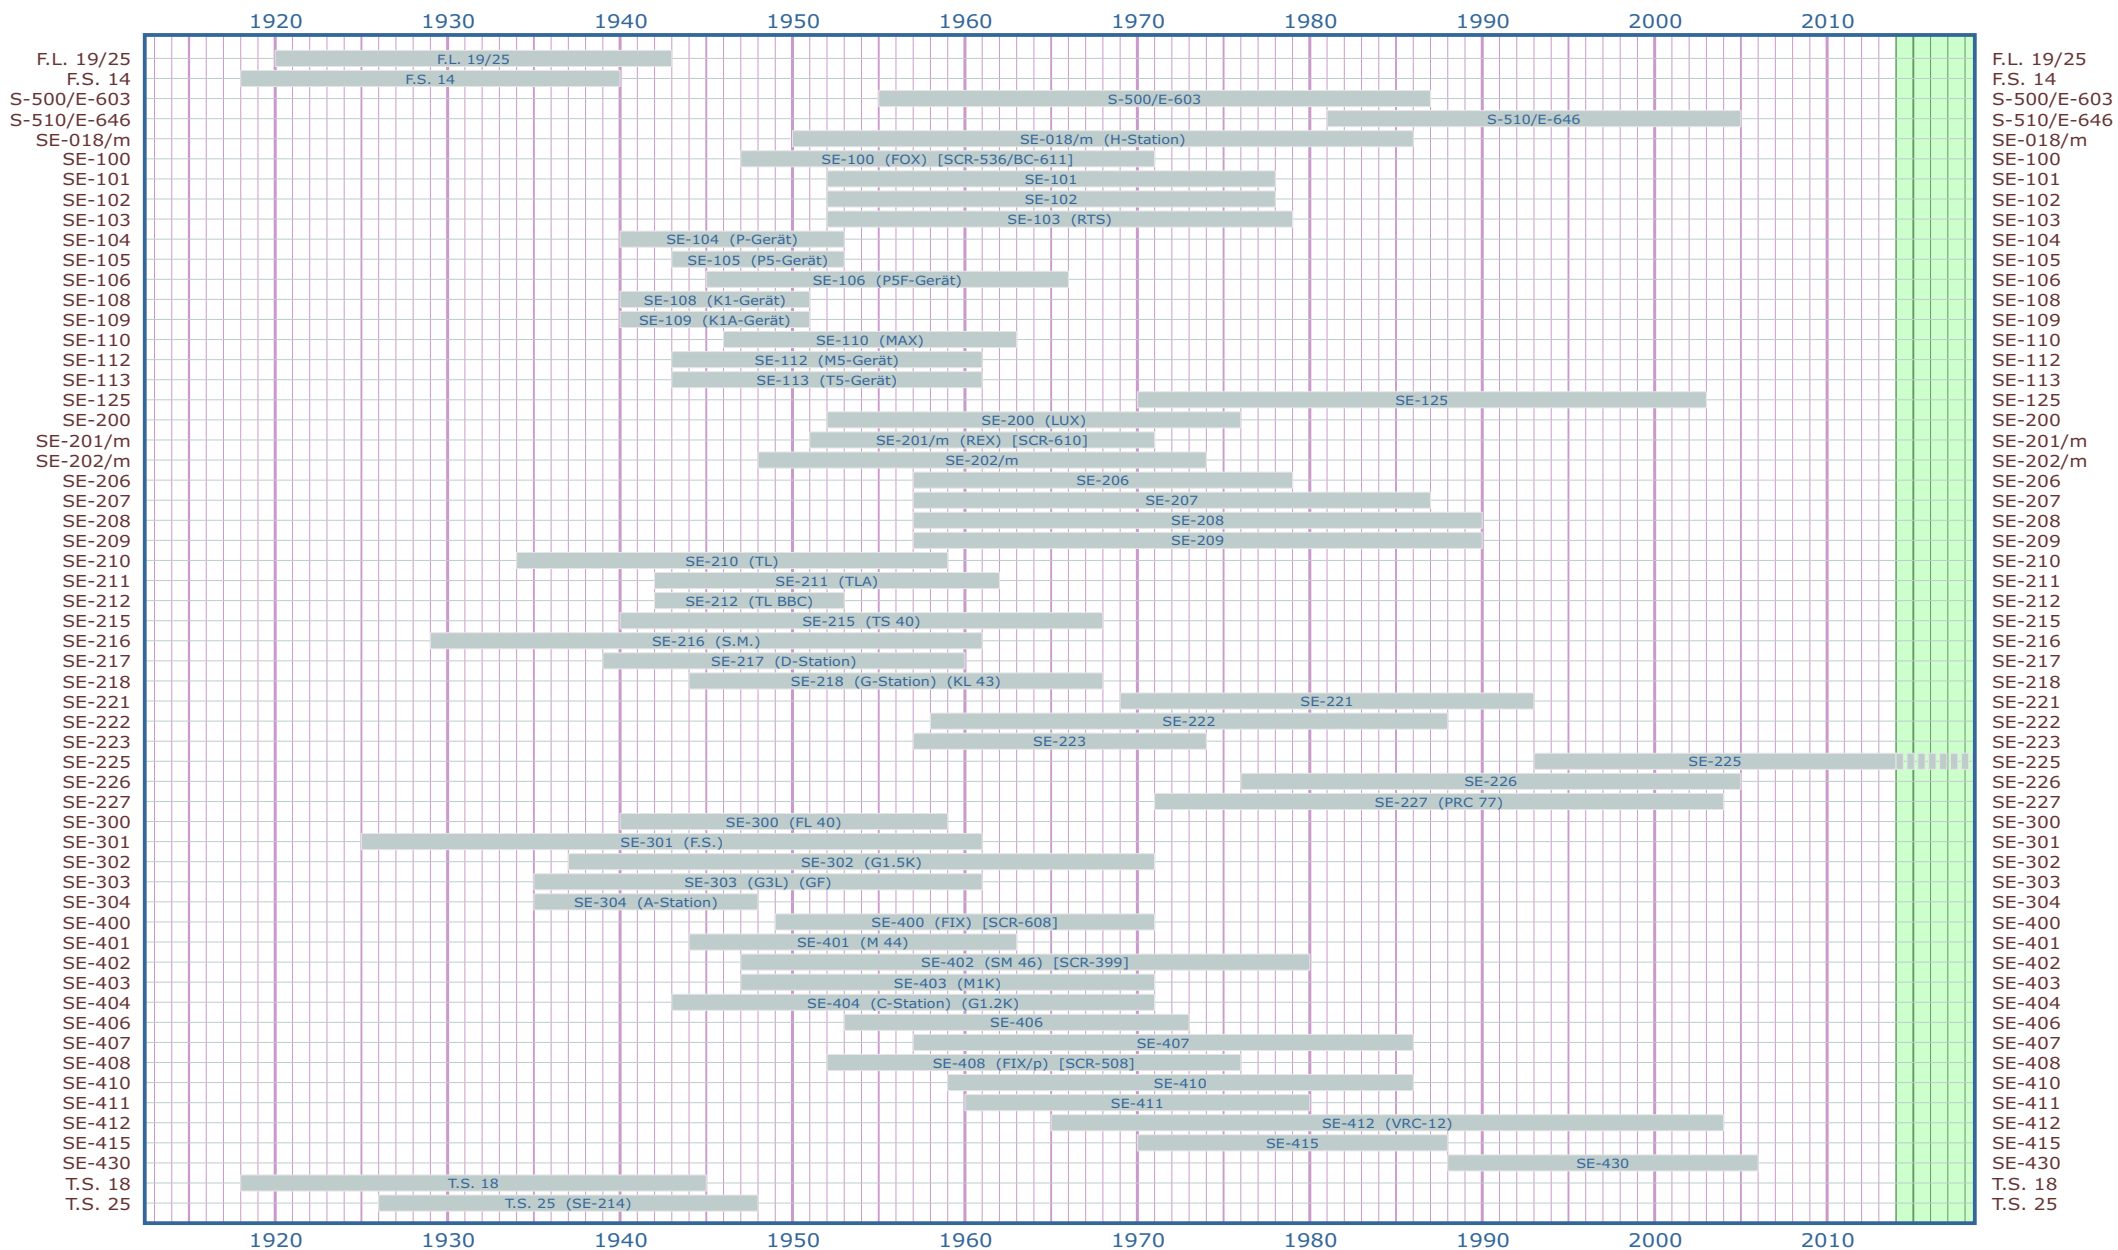 1920 1930 1940 1950 1960 1970 1980 1990 2000 2010
F.L. 19/25 F.L. 19/25 F.L. 19/25
F.S. 14 F.S. 14 F.S. 14
S-500/E-603 S-500/E-603 S-500/E-603
S-510/E-646 S-510/E-646 S-510/E-646
SE-018/m SE-018/m (H-Station) SE-018/m
SE-100 SE-100 (FOX) [SCR-536/BC-611] SE-100
SE-101 SE-101 SE-101
SE-102 SE-102 SE-102
SE-103 SE-103 (RTS) SE-103
SE-104 SE-104 (P-Gerät) SE-104
SE-105 SE-105 (P5-Gerät) SE-105
SE-106 SE-106 (P5F-Gerät) SE-106
SE-108 SE-108 (K1-Gerät) SE-108
SE-109 SE-109 (K1A-Gerät) SE-109
SE-110 SE-110 (MAX) SE-110
SE-112 SE-112 (M5-Gerät) SE-112
SE-113 SE-113 (T5-Gerät) SE-113
SE-125 SE-125 SE-125
SE-200 SE-200 (LUX) SE-200
SE-201/m SE-201/m (REX) [SCR-610] SE-201/m
SE-202/m SE-202/m SE-202/m
SE-206 SE-206 SE-206
SE-207 SE-207 SE-207
SE-208 SE-208 SE-208
SE-209 SE-209 SE-209
SE-210 SE-210 (TL) SE-210
SE-211 SE-211 (TLA) SE-211
SE-212 SE-212 (TL BBC) SE-212
SE-215 SE-215 (TS 40) SE-215
SE-216 SE-216 (S.M.) SE-216
SE-217 SE-217 (D-Station) SE-217
SE-218 SE-218 (G-Station) (KL 43) SE-218
SE-221 SE-221 SE-221
SE-222 SE-222 SE-222
SE-223 SE-223 SE-223
SE-225 SE-225 SE-225
SE-226 SE-226 SE-226
SE-227 SE-227 (PRC 77) SE-227
SE-300 SE-300 (FL 40) SE-300
SE-301 SE-301 (F.S.) SE-301
SE-302 SE-302 (G1.5K) SE-302
SE-303 SE-303 (G3L) (GF) SE-303
SE-304 SE-304 (A-Station) SE-304
SE-400 SE-400 (FIX) [SCR-608] SE-400
SE-401 SE-401 (M 44) SE-401
SE-402 SE-402 (SM 46) [SCR-399] SE-402
SE-403 SE-403 (M1K) SE-403
SE-404 SE-404 (C-Station) (G1.2K) SE-404
SE-406 SE-406 SE-406
SE-407 SE-407 SE-407
SE-408 SE-408 (FIX/p) [SCR-508] SE-408
SE-410 SE-410 SE-410
SE-411 SE-411 SE-411
SE-412 SE-412 (VRC-12) SE-412
SE-415 SE-415 SE-415
SE-430 SE-430 SE-430
T.S. 18 T.S. 18 T.S. 18
T.S. 25 T.S. 25 (SE-214) T.S. 25
1920 1930 1940 1950 1960 1970 1980 1990 2000 2010